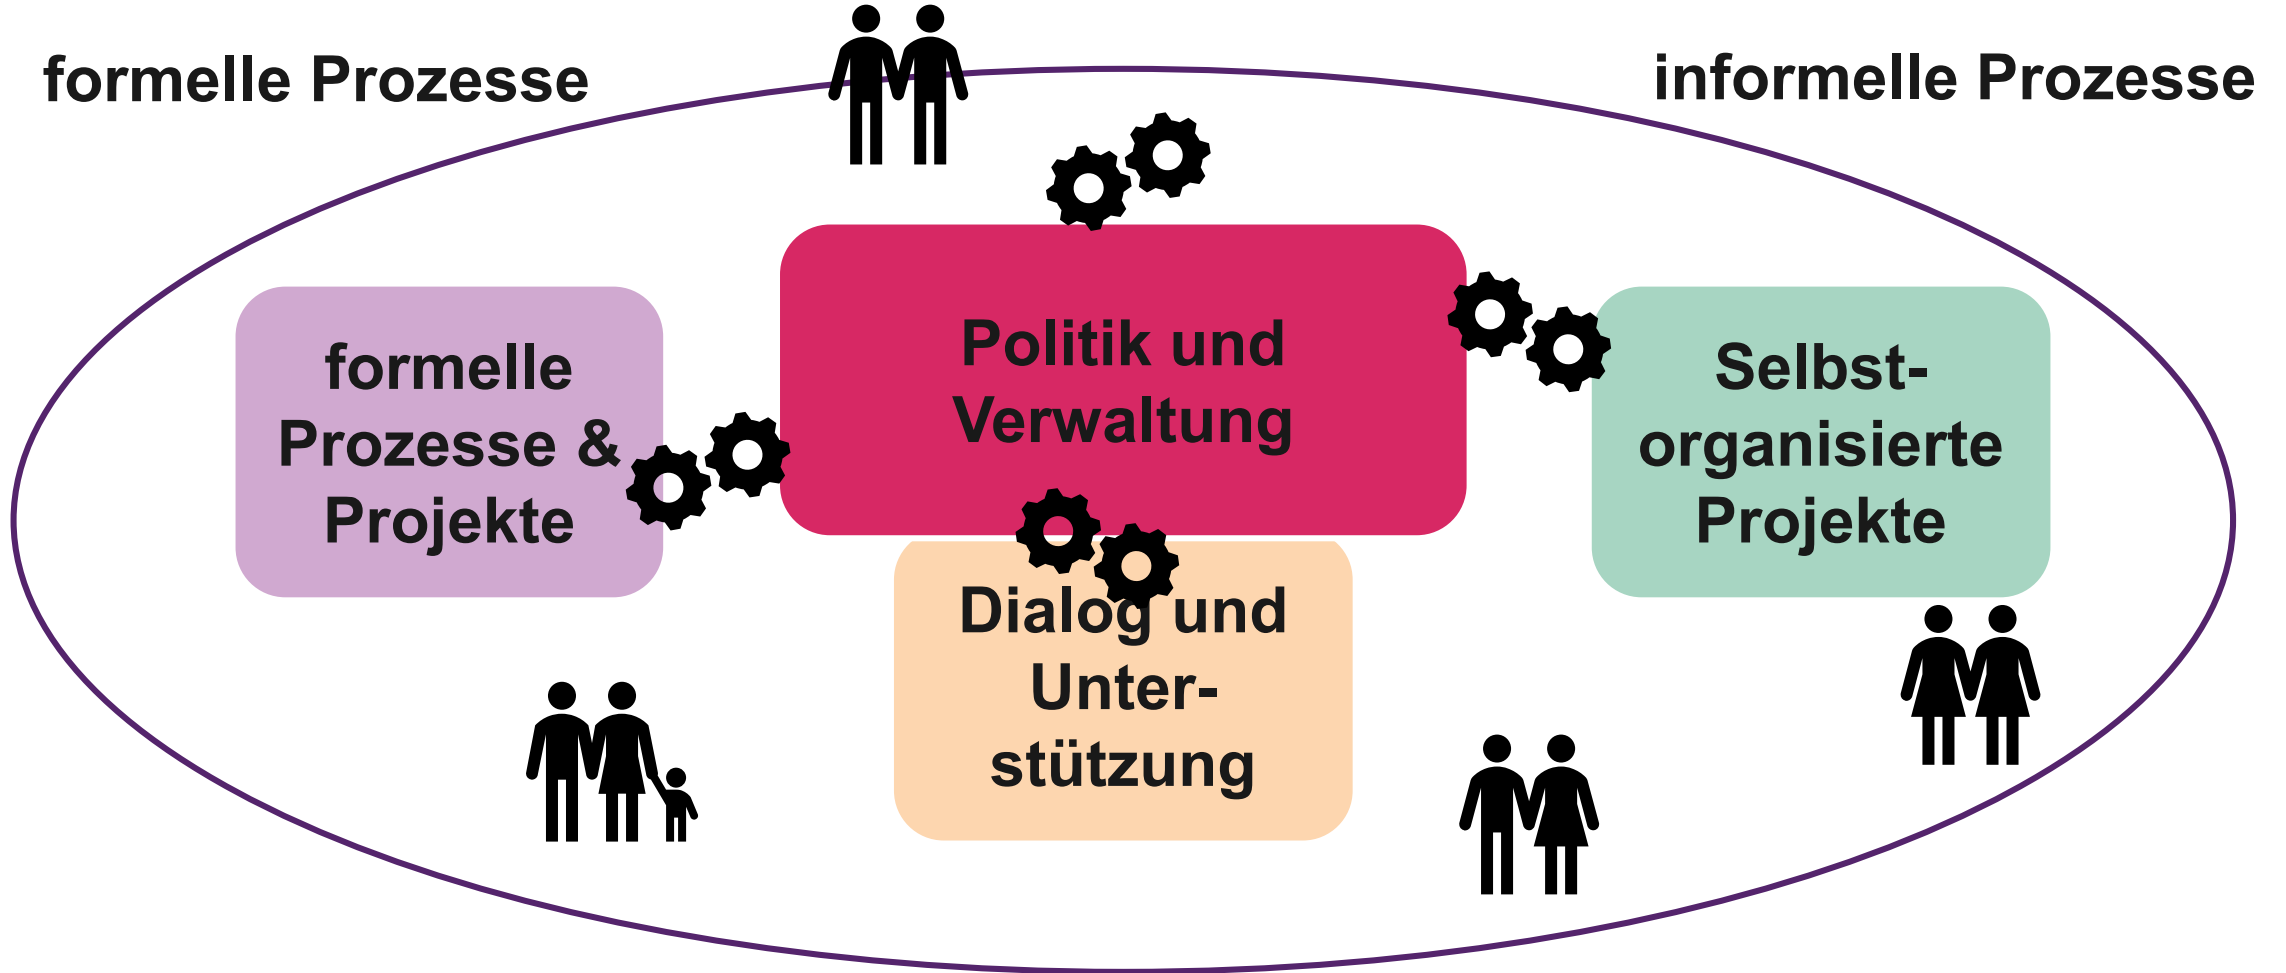 formelle Prozesse
informelle Prozesse
formelle
Prozesse &
Projekte
Politik und
Verwaltung
Selbst-
organisierte
Projekte
Dialog und
Unter-
stützung